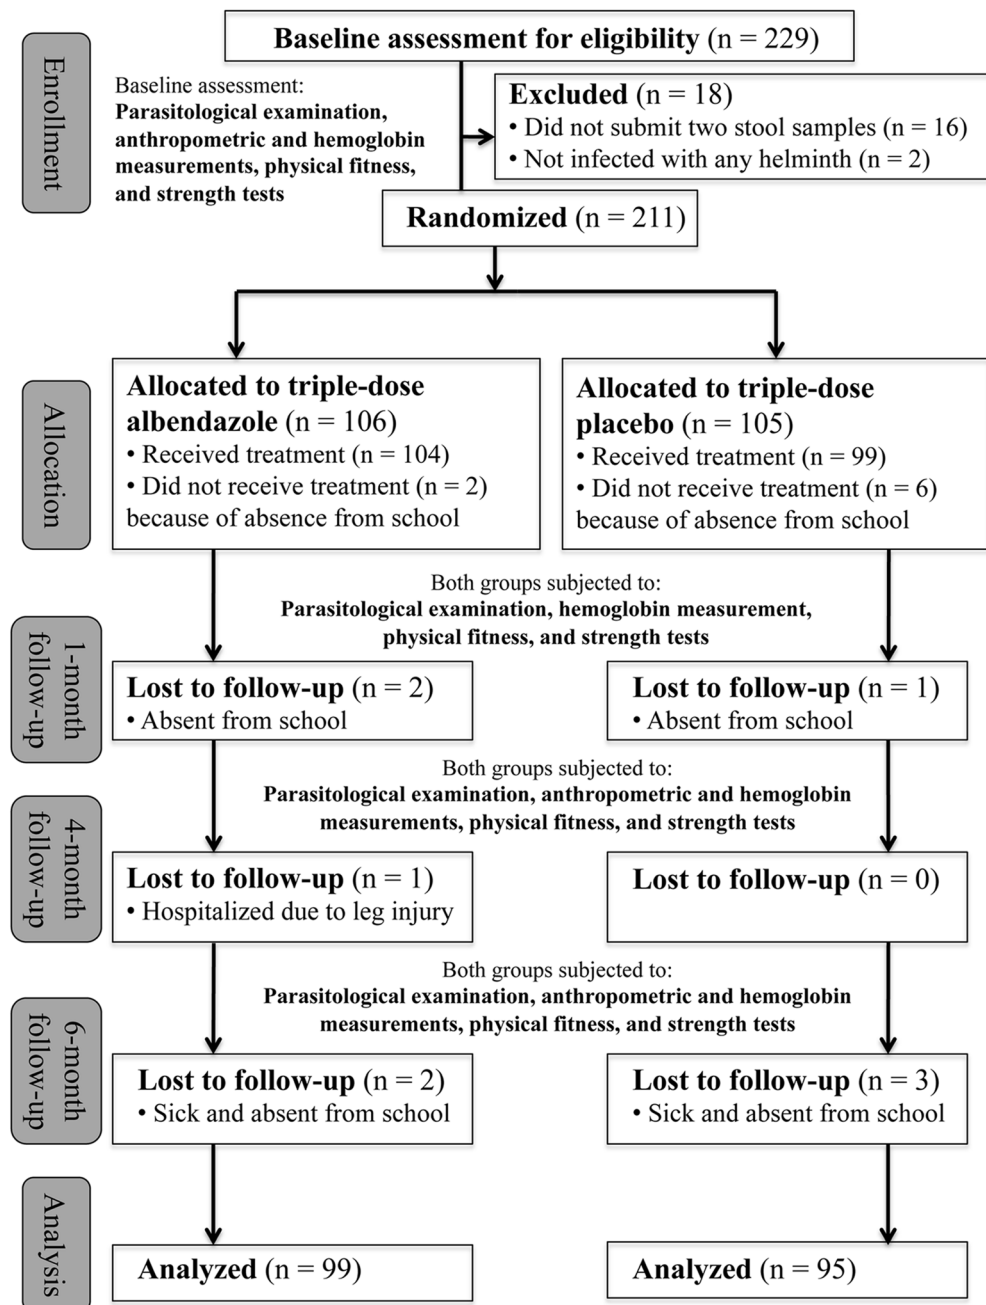 Enrollment
Baseline assessment for eligibility (n = 229)
Baseline assessment:
Parasitological examination,
anthropometric and hemoglobin
measurements, physical fitness,
and strength tests
Excluded (n = 18)
• Did not submit two stool samples (n = 16)
• Not infected with any helminth (n = 2)
Randomized (n = 211)
Allocation
Allocated to triple-dose
albendazole (n = 106)
• Received treatment (n = 104)
• Did not receive treatment (n = 2)
because of absence from school
Allocated to triple-dose
placebo (n = 105)
• Received treatment (n = 99)
• Did not receive treatment (n = 6)
because of absence from school
Both groups subjected to:
Parasitological examination, hemoglobin measurement,
physical fitness, and strength tests
1-month
follow-up
Lost to follow-up (n = 2)
• Absent from school
Lost to follow-up (n = 1)
• Absent from school
Both groups subjected to:
Parasitological examination, anthropometric and hemoglobin
measurements, physical fitness, and strength tests
4-month
follow-up
Lost to follow-up (n = 1)
• Hospitalized due to leg injury
Lost to follow-up (n = 0)
Both groups subjected to:
Parasitological examination, anthropometric and hemoglobin
measurements, physical fitness, and strength tests
6-month
follow-up
Lost to follow-up (n = 2)
• Sick and absent from school
Lost to follow-up (n = 3)
• Sick and absent from school
Analysis
Analyzed (n = 99)
Analyzed (n = 95)